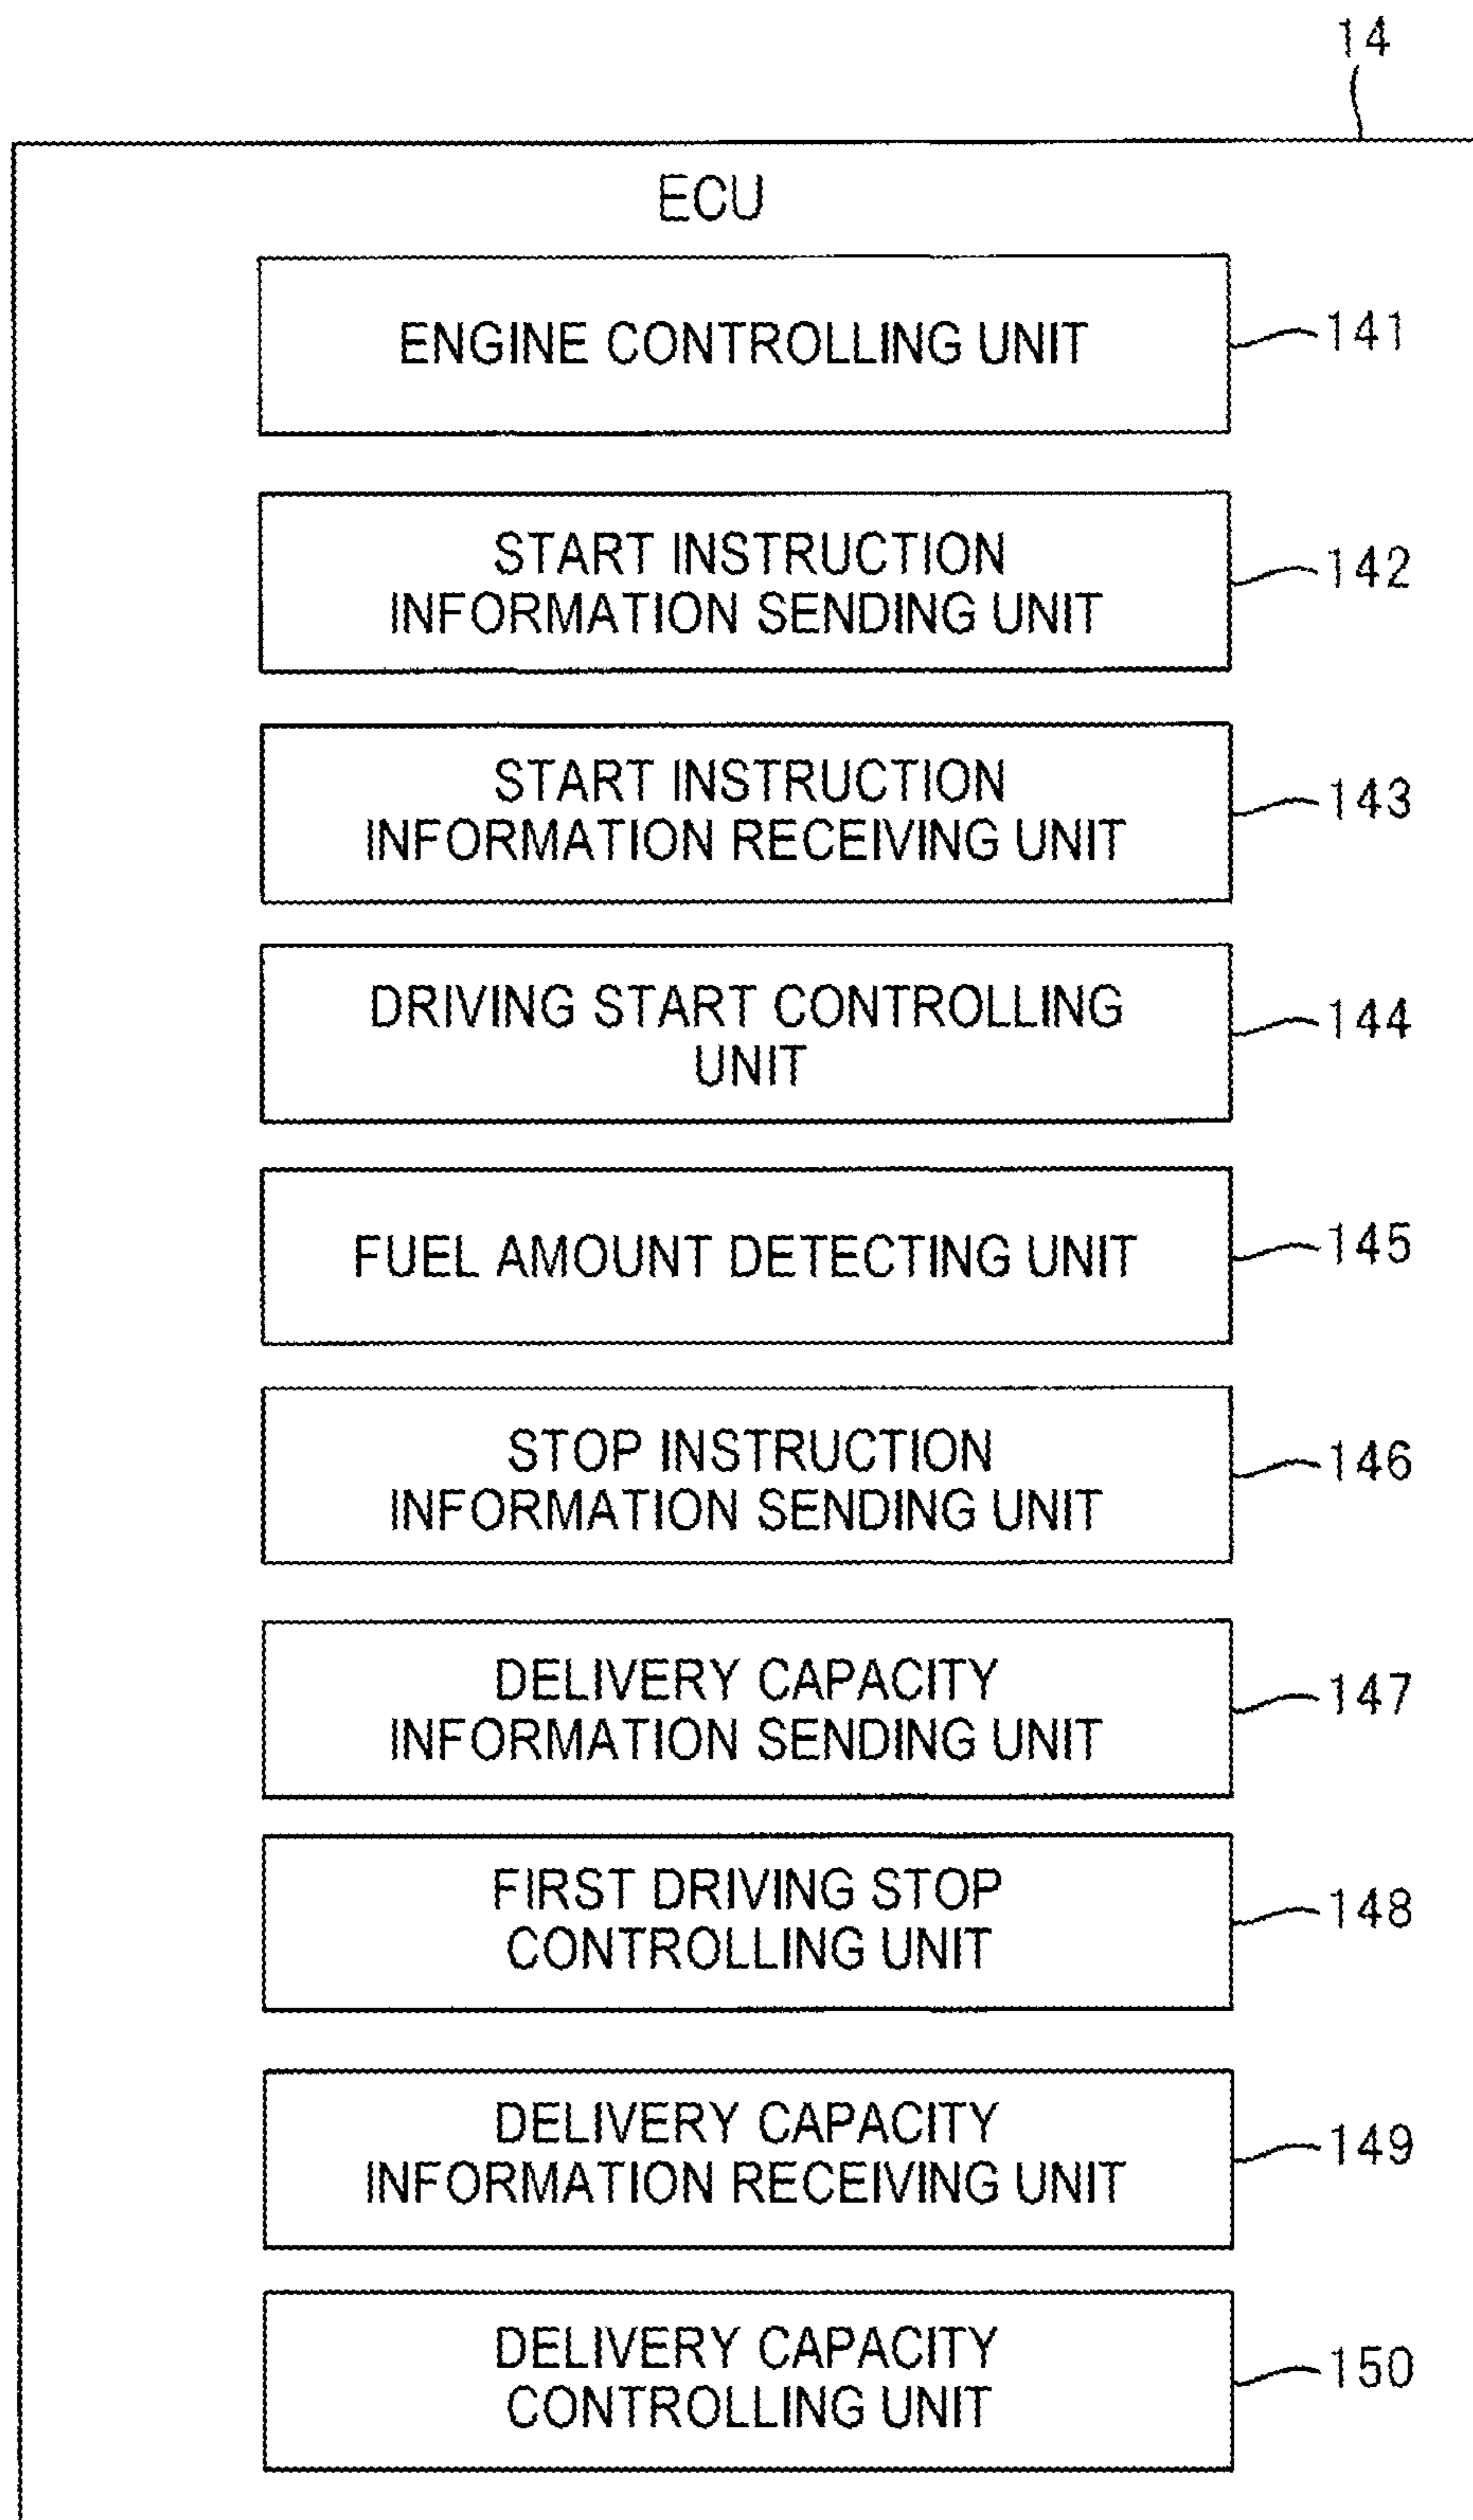 14
ECU
ENGINE CONTROLLING UNIT
141
START INSTRUCTION
INFORMATION SENDING UNIT
142
START INSTRUCTION
INFORMATION RECEIVING UNIT
143
DRIVING START CONTROLLING
UNIT
144
FUEL AMOUNT DETECTING UNIT
145
STOP INSTRUCTION
INFORMATION SENDING UNIT
146
DELIVERY CAPACITY
INFORMATION SENDING UNIT
147
FIRST DRIVING STOP
CONTROLLING UNIT
148
DELIVERY CAPACITY
INFORMATION RECEIVING UNIT
149
DELIVERY CAPACITY
CONTROLLING UNIT
150